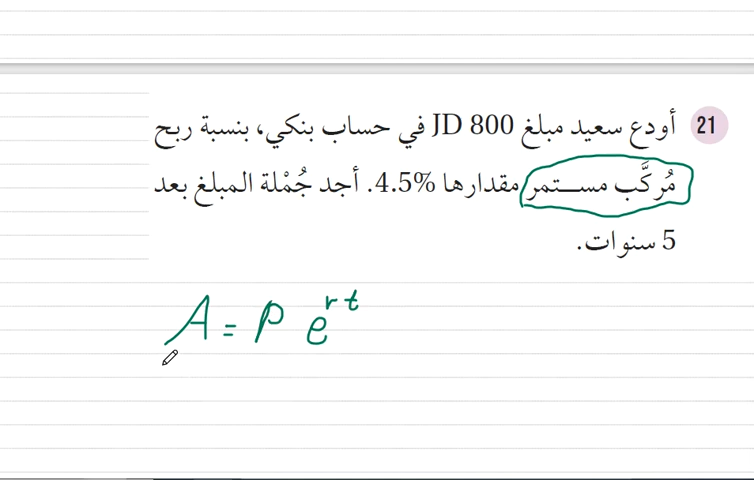 21 أودع سعيد مبلغ JD 800 في حساب بنكي، بنسبة ربح
مُركَّب مستمر مقدارها 4.5%. أجد جُمْلة المبلغ بعد
5 سنوات.
A = P e^{rt}